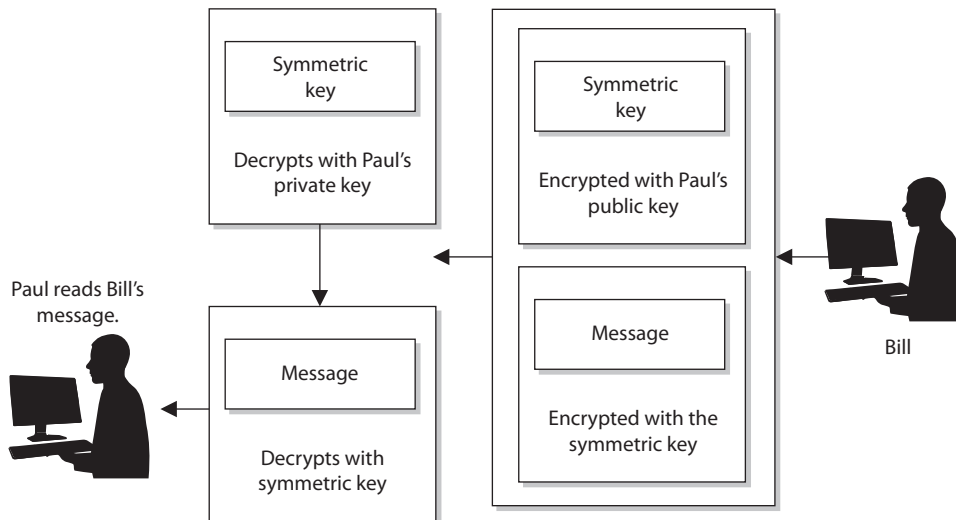 Symmetric
key
Decrypts with Paul's
private key
Symmetric
key
Encrypted with Paul's
public key
Paul reads Bill's
message.
Message
Decrypts with
symmetric key
Message
Encrypted with the
symmetric key
Bill